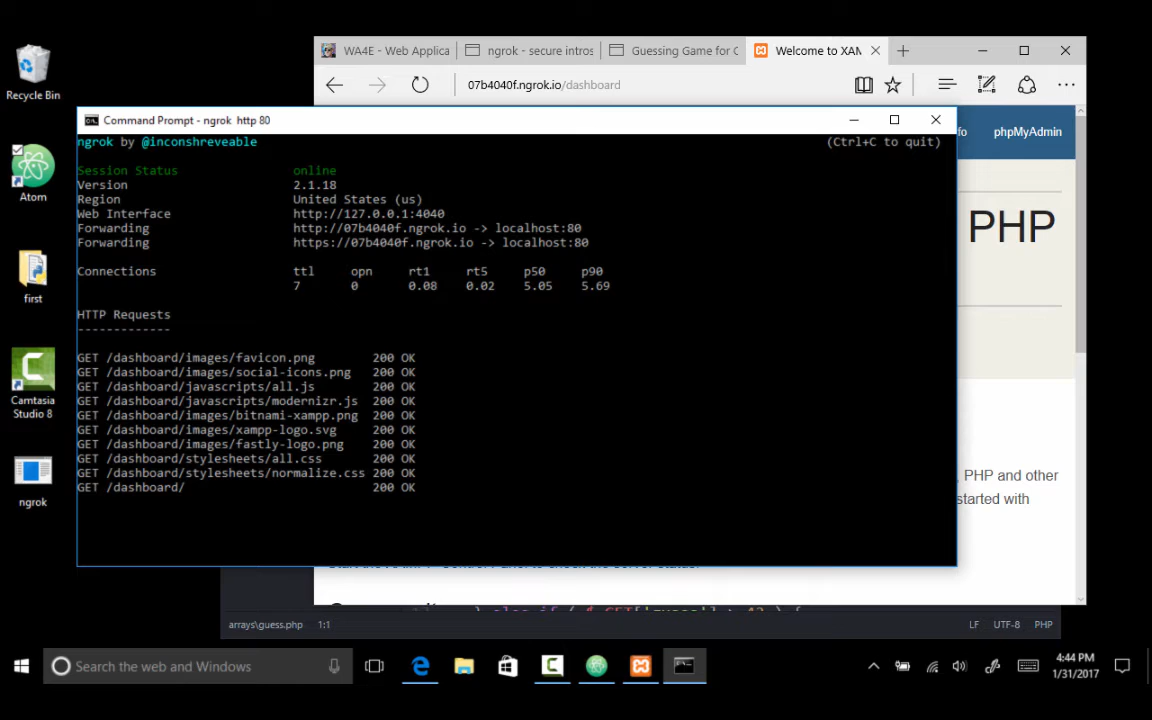 Recycle Bin
Atom
first
Camtasia
Studio 8
ngrok
WA4E - Web Applica
ngrok - secure intros
Guessing Game for C
Welcome to XAM
07b4040f.ngrok.io/dashboard
phpMyAdmin
PHP
, PHP and other
started with
Command Prompt - ngrok http 80
ngrok by @inconshreveable (Ctrl+C to quit)
Session Status online
Version 2.1.18
Region United States (us)
Web Interface http://127.0.0.1:4040
Forwarding http://07b4040f.ngrok.io -> localhost:80
Forwarding https://07b4040f.ngrok.io -> localhost:80
Connections ttl opn rt1 rt5 p50 p90
7 0 0.08 0.02 5.05 5.69
HTTP Requests
-------------
GET /dashboard/images/favicon.png 200 OK
GET /dashboard/images/social-icons.png 200 OK
GET /dashboard/javascripts/all.js 200 OK
GET /dashboard/javascripts/modernizr.js 200 OK
GET /dashboard/images/bitnami-xampp.png 200 OK
GET /dashboard/images/xampp-logo.svg 200 OK
GET /dashboard/images/fastly-logo.png 200 OK
GET /dashboard/stylesheets/all.css 200 OK
GET /dashboard/stylesheets/normalize.css 200 OK
GET /dashboard/ 200 OK
arrays\guess.php 1:1 LF UTF-8 PHP
Search the web and Windows
4:44 PM
1/31/2017